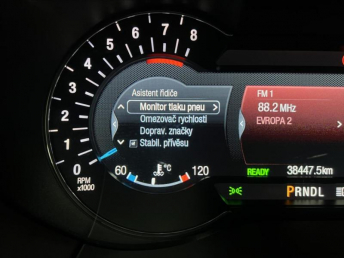 8
7
6
5
4
3
2
1
0
RPM
x1000
Asistent řidiče
Monitor tlaku pneu
Omezovač rychlosti
Doprav. značky
Stabil. přívěsu
°C
60
120
FM 1
88.2 MHz
EVROPA 2
READY
38447.5km
PRNDL